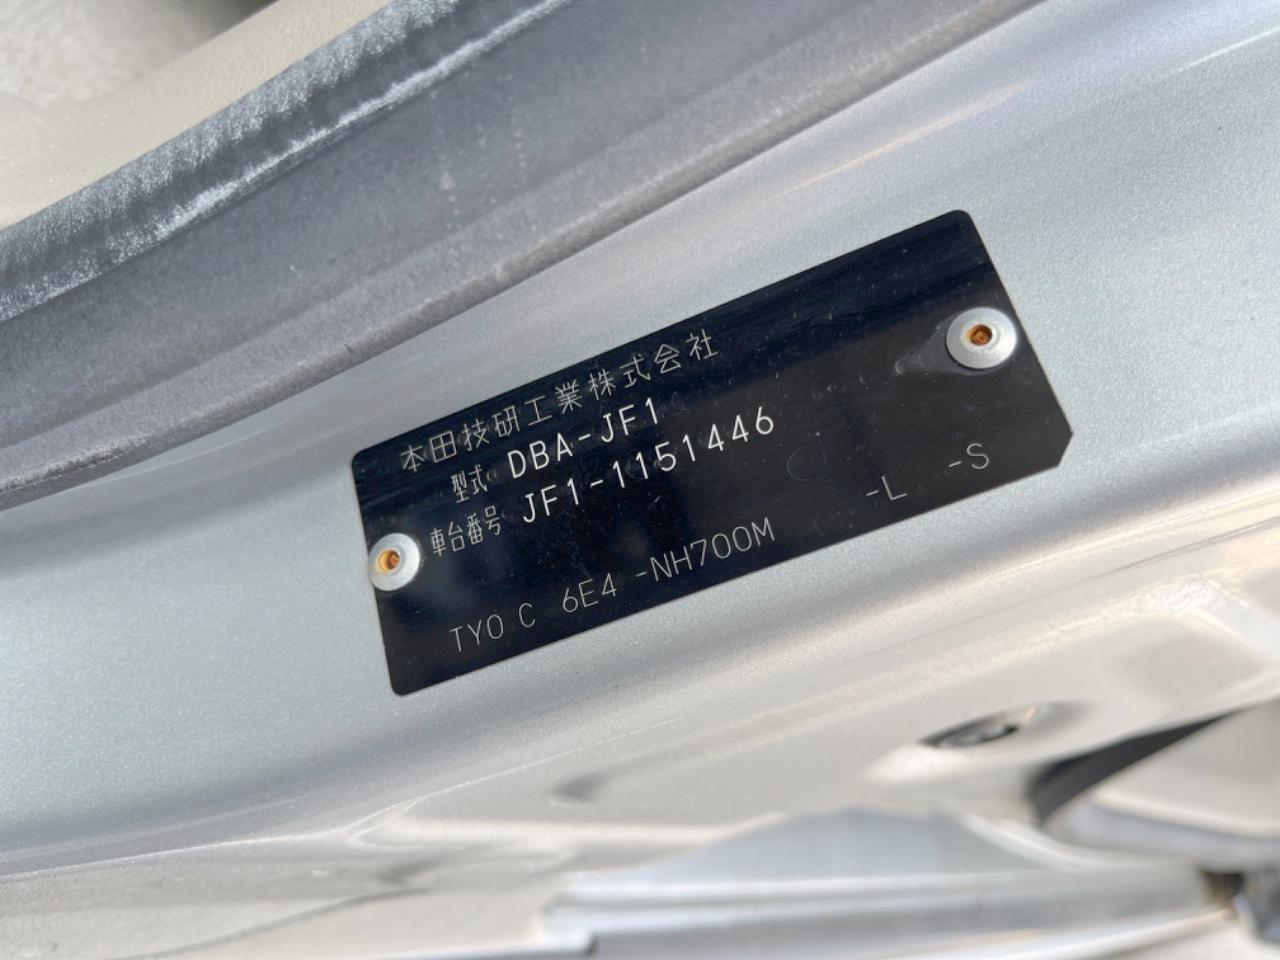 本田技研工業株式会社
型式 DBA-JF1
車台番号 JF1-1151446
TYO C 6E4 -NH700M -L -S